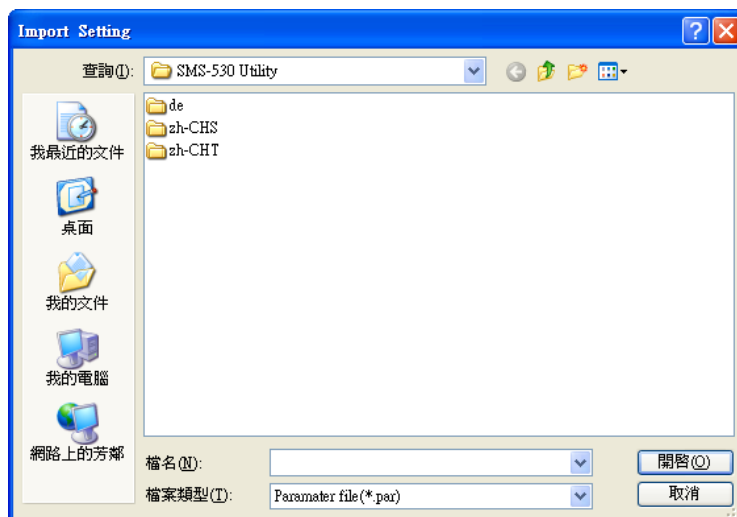 Import Setting
查詢(I):
SMS-530 Utility
de
zh-CHS
zh-CHT
我最近的文件
桌面
我的文件
我的電腦
網路上的芳鄰
檔名(N):
開啓(O)
檔案類型(T):
Paramater file(*.par)
取消